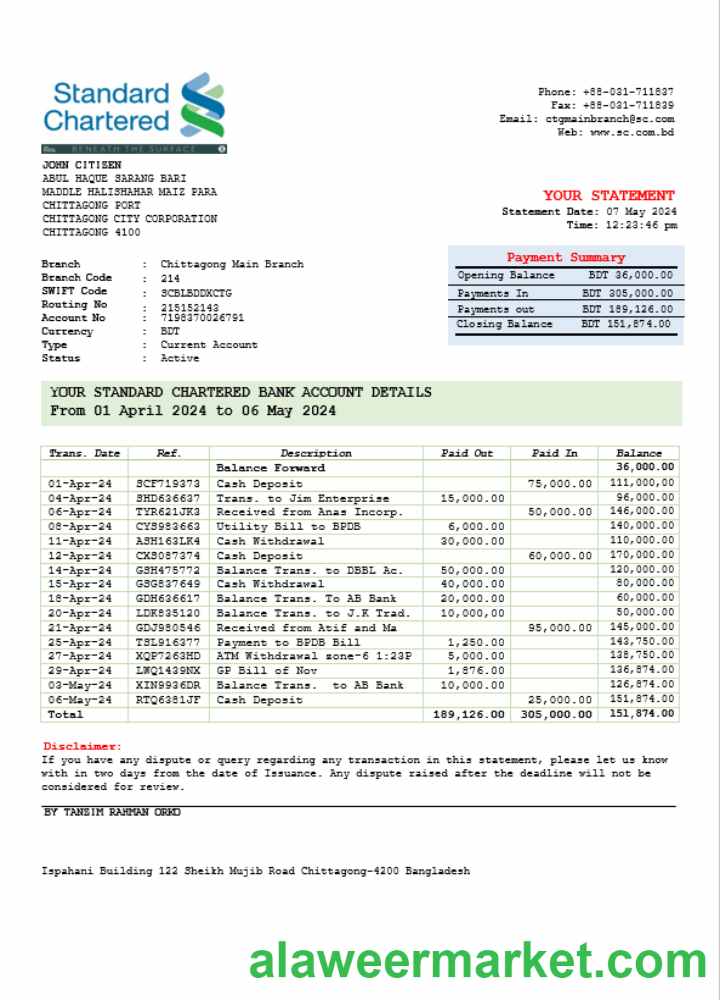 Standard
Chartered
BENEATH THE SURFACE
Phone: +88-031-711837
Fax: +88-031-711839
Email: ctgmainbranch@sc.com
Web: www.sc.com.bd
JOHN CITIZEN
ABUL HAQUE SARANG BARI
MADDLE HALISHAHAR MAIZ PARA
CHITTAGONG PORT
CHITTAGONG CITY CORPORATION
CHITTAGONG 4100
YOUR STATEMENT
Statement Date: 07 May 2024
Time: 12:23:46 pm
Branch : Chittagong Main Branch
Branch Code : 214
SWIFT Code : SCBLBDDXCTG
Routing No : 215152143
Account No : 7198370026791
Currency : BDT
Type : Current Account
Status : Active
Payment Summary
Opening Balance BDT 36,000.00
Payments In BDT 305,000.00
Payments out BDT 189,126.00
Closing Balance BDT 151,874.00
YOUR STANDARD CHARTERED BANK ACCOUNT DETAILS
From 01 April 2024 to 06 May 2024
Trans. Date Ref. Description Paid Out Paid In Balance
Balance Forward 36,000.00
01-Apr-24 SCF719373 Cash Deposit 75,000.00 111,000,00
04-Apr-24 SHD636637 Trans. to Jim Enterprise 15,000.00 96,000.00
06-Apr-24 TYR621JK3 Received from Anas Incorp. 50,000.00 146,000.00
08-Apr-24 CYS983663 Utility Bill to BPDB 6,000.00 140,000.00
11-Apr-24 ASH163LK4 Cash Withdrawal 30,000.00 110,000.00
12-Apr-24 CXS087374 Cash Deposit 60,000.00 170,000.00
14-Apr-24 GSH475772 Balance Trans. to DBBL Ac. 50,000.00 120,000.00
15-Apr-24 GSG837649 Cash Withdrawal 40,000.00 80,000.00
18-Apr-24 GDH636617 Balance Trans. To AB Bank 20,000.00 60,000.00
20-Apr-24 LDK835120 Balance Trans. to J.K Trad. 10,000,00 50,000.00
21-Apr-24 GDJ980546 Received from Atif and Ma 95,000.00 145,000.00
25-Apr-24 TSL916377 Payment to BPDB Bill 1,250.00 143,750.00
27-Apr-24 XQP7263HD ATM Withdrawal zone-6 1:23P 5,000.00 138,750.00
29-Apr-24 LWQ1439NX GP Bill of Nov 1,876.00 136,874.00
03-May-24 XIN9936DR Balance Trans. to AB Bank 10,000.00 126,874.00
06-May-24 RTQ6381JF Cash Deposit 25,000.00 151,874.00
Total 189,126.00 305,000.00 151,874.00
Disclaimer:
If you have any dispute or query regarding any transaction in this statement, please let us know
with in two days from the date of Issuance. Any dispute raised after the deadline will not be
considered for review.
BY TANZIM RAHMAN ORKO
Ispahani Building 122 Sheikh Mujib Road Chittagong-4200 Bangladesh
alaweermarket.com